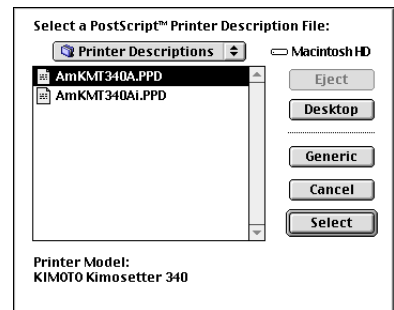 Select a PostScript™ Printer Description File:
Printer Descriptions
Macintosh HD
AmKMT340A.PPD
AmKMT340Ai.PPD
Eject
Desktop
Generic
Cancel
Select
Printer Model:
KIMOTO Kimosetter 340